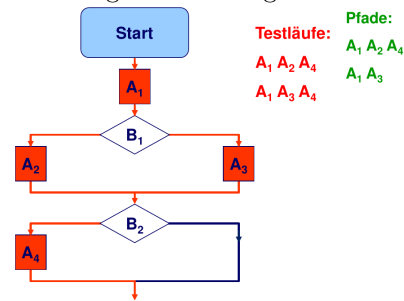 Start
Testläufe:
A₁ A₂ A₄
A₁ A₃ A₄
Pfade:
A₁ A₂ A₄
A₁ A₃
A₁
B₁
A₂
A₃
B₂
A₄